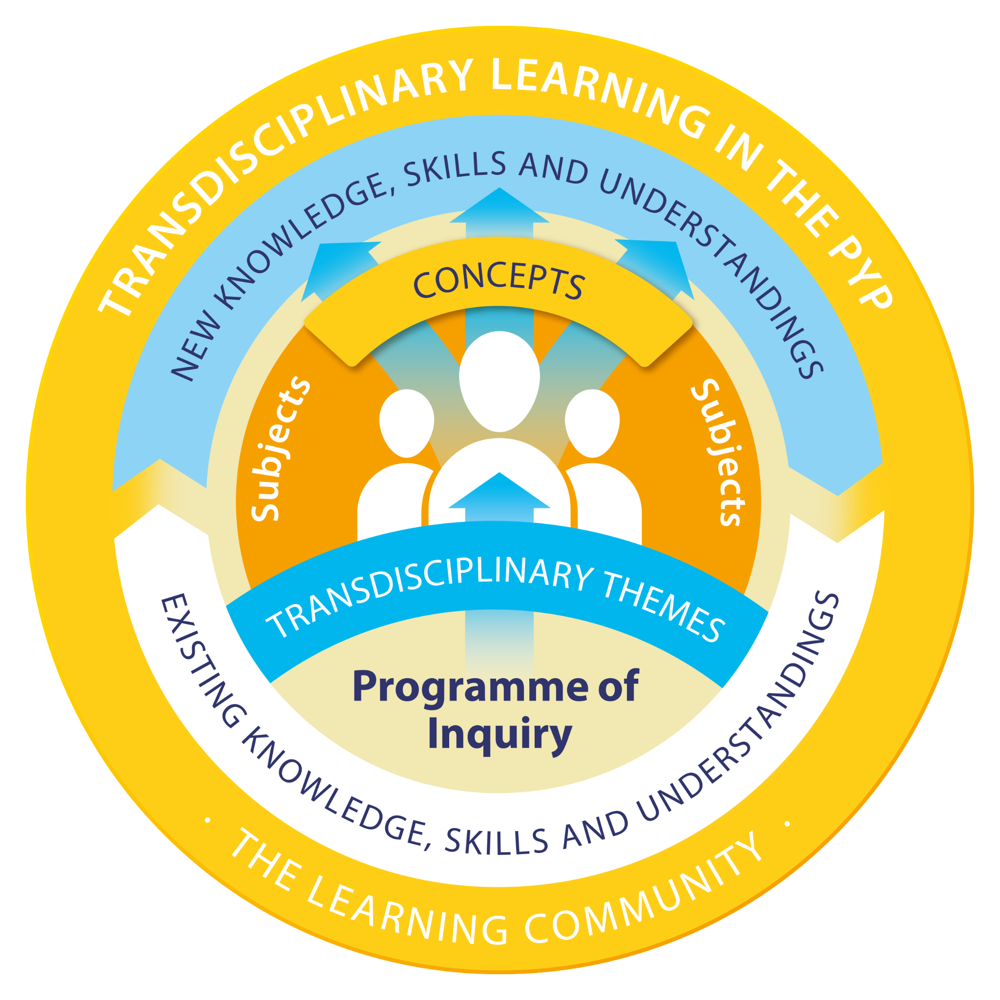 TRANSDISCIPLINARY LEARNING IN THE PYP
NEW KNOWLEDGE, SKILLS AND UNDERSTANDINGS
CONCEPTS
Subjects
Subjects
TRANSDISCIPLINARY THEMES
Programme of
Inquiry
EXISTING KNOWLEDGE, SKILLS AND UNDERSTANDINGS
· THE LEARNING COMMUNITY ·